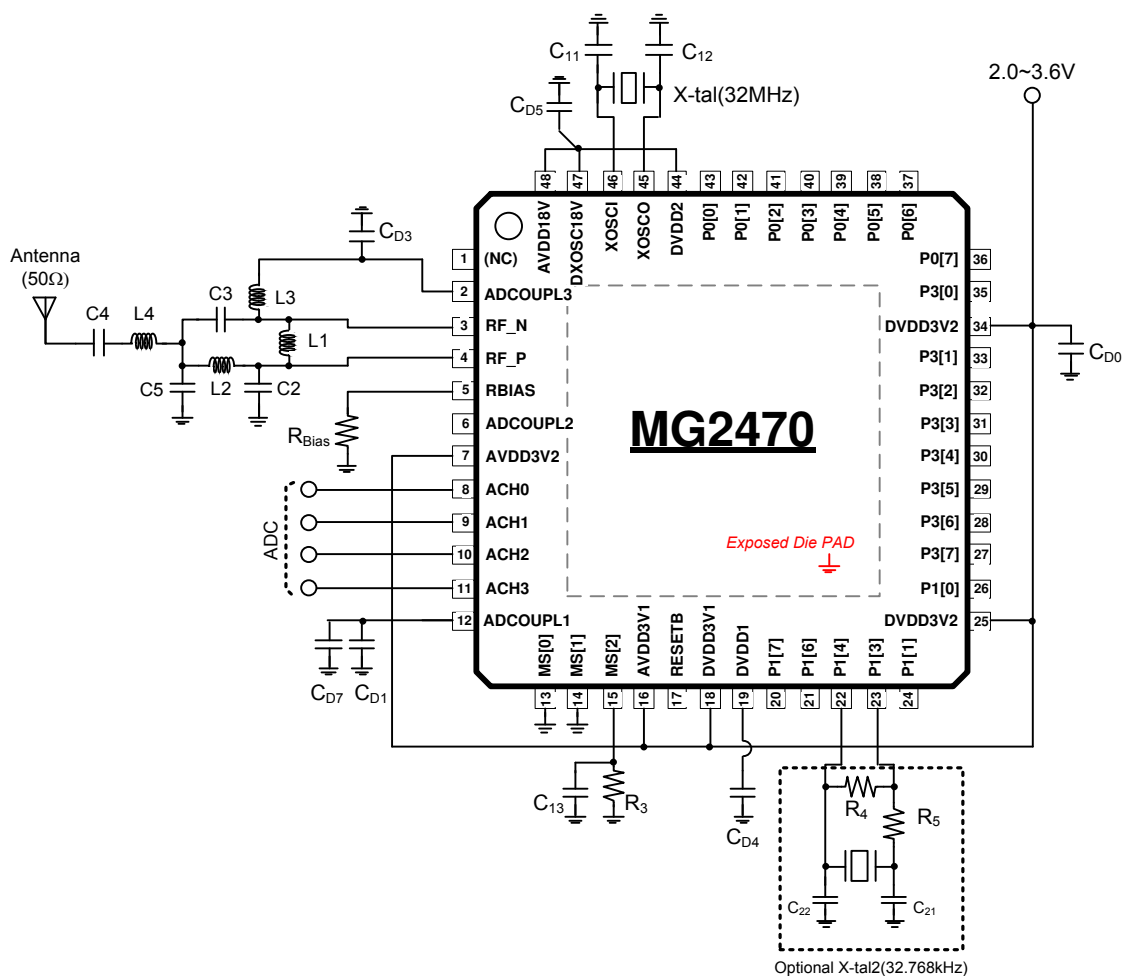 C11
C12
2.0~3.6V
X-tal(32MHz)
CD5
48
47
46
45
44
43
42
41
40
39
38
37
AVDD18V
DXOSC18V
XOSCI
XOSCO
DVDD2
P0[0]
P0[1]
P0[2]
P0[3]
P0[4]
P0[5]
P0[6]
CD3
Antenna
(50Ω)
C4
L4
C3
L3
L1
C5
L2
C2
RBias
ADC
CD7
CD1
1 (NC)
2 ADCOUPL3
3 RF_N
4 RF_P
5 RBIAS
6 ADCOUPL2
7 AVDD3V2
8 ACH0
9 ACH1
10 ACH2
11 ACH3
12 ADCOUPL1
MG2470
Exposed Die PAD
P0[7] 36
P3[0] 35
DVDD3V2 34
P3[1] 33
P3[2] 32
P3[3] 31
P3[4] 30
P3[5] 29
P3[6] 28
P3[7] 27
P1[0] 26
DVDD3V2 25
CD0
MS[0]
MS[1]
MS[2]
AVDD3V1
RESETB
DVDD3V1
DVDD1
P1[7]
P1[6]
P1[4]
P1[3]
P1[1]
13
14
15
16
17
18
19
20
21
22
23
24
C13
R3
CD4
R4
R5
C22
C21
Optional X-tal2(32.768kHz)